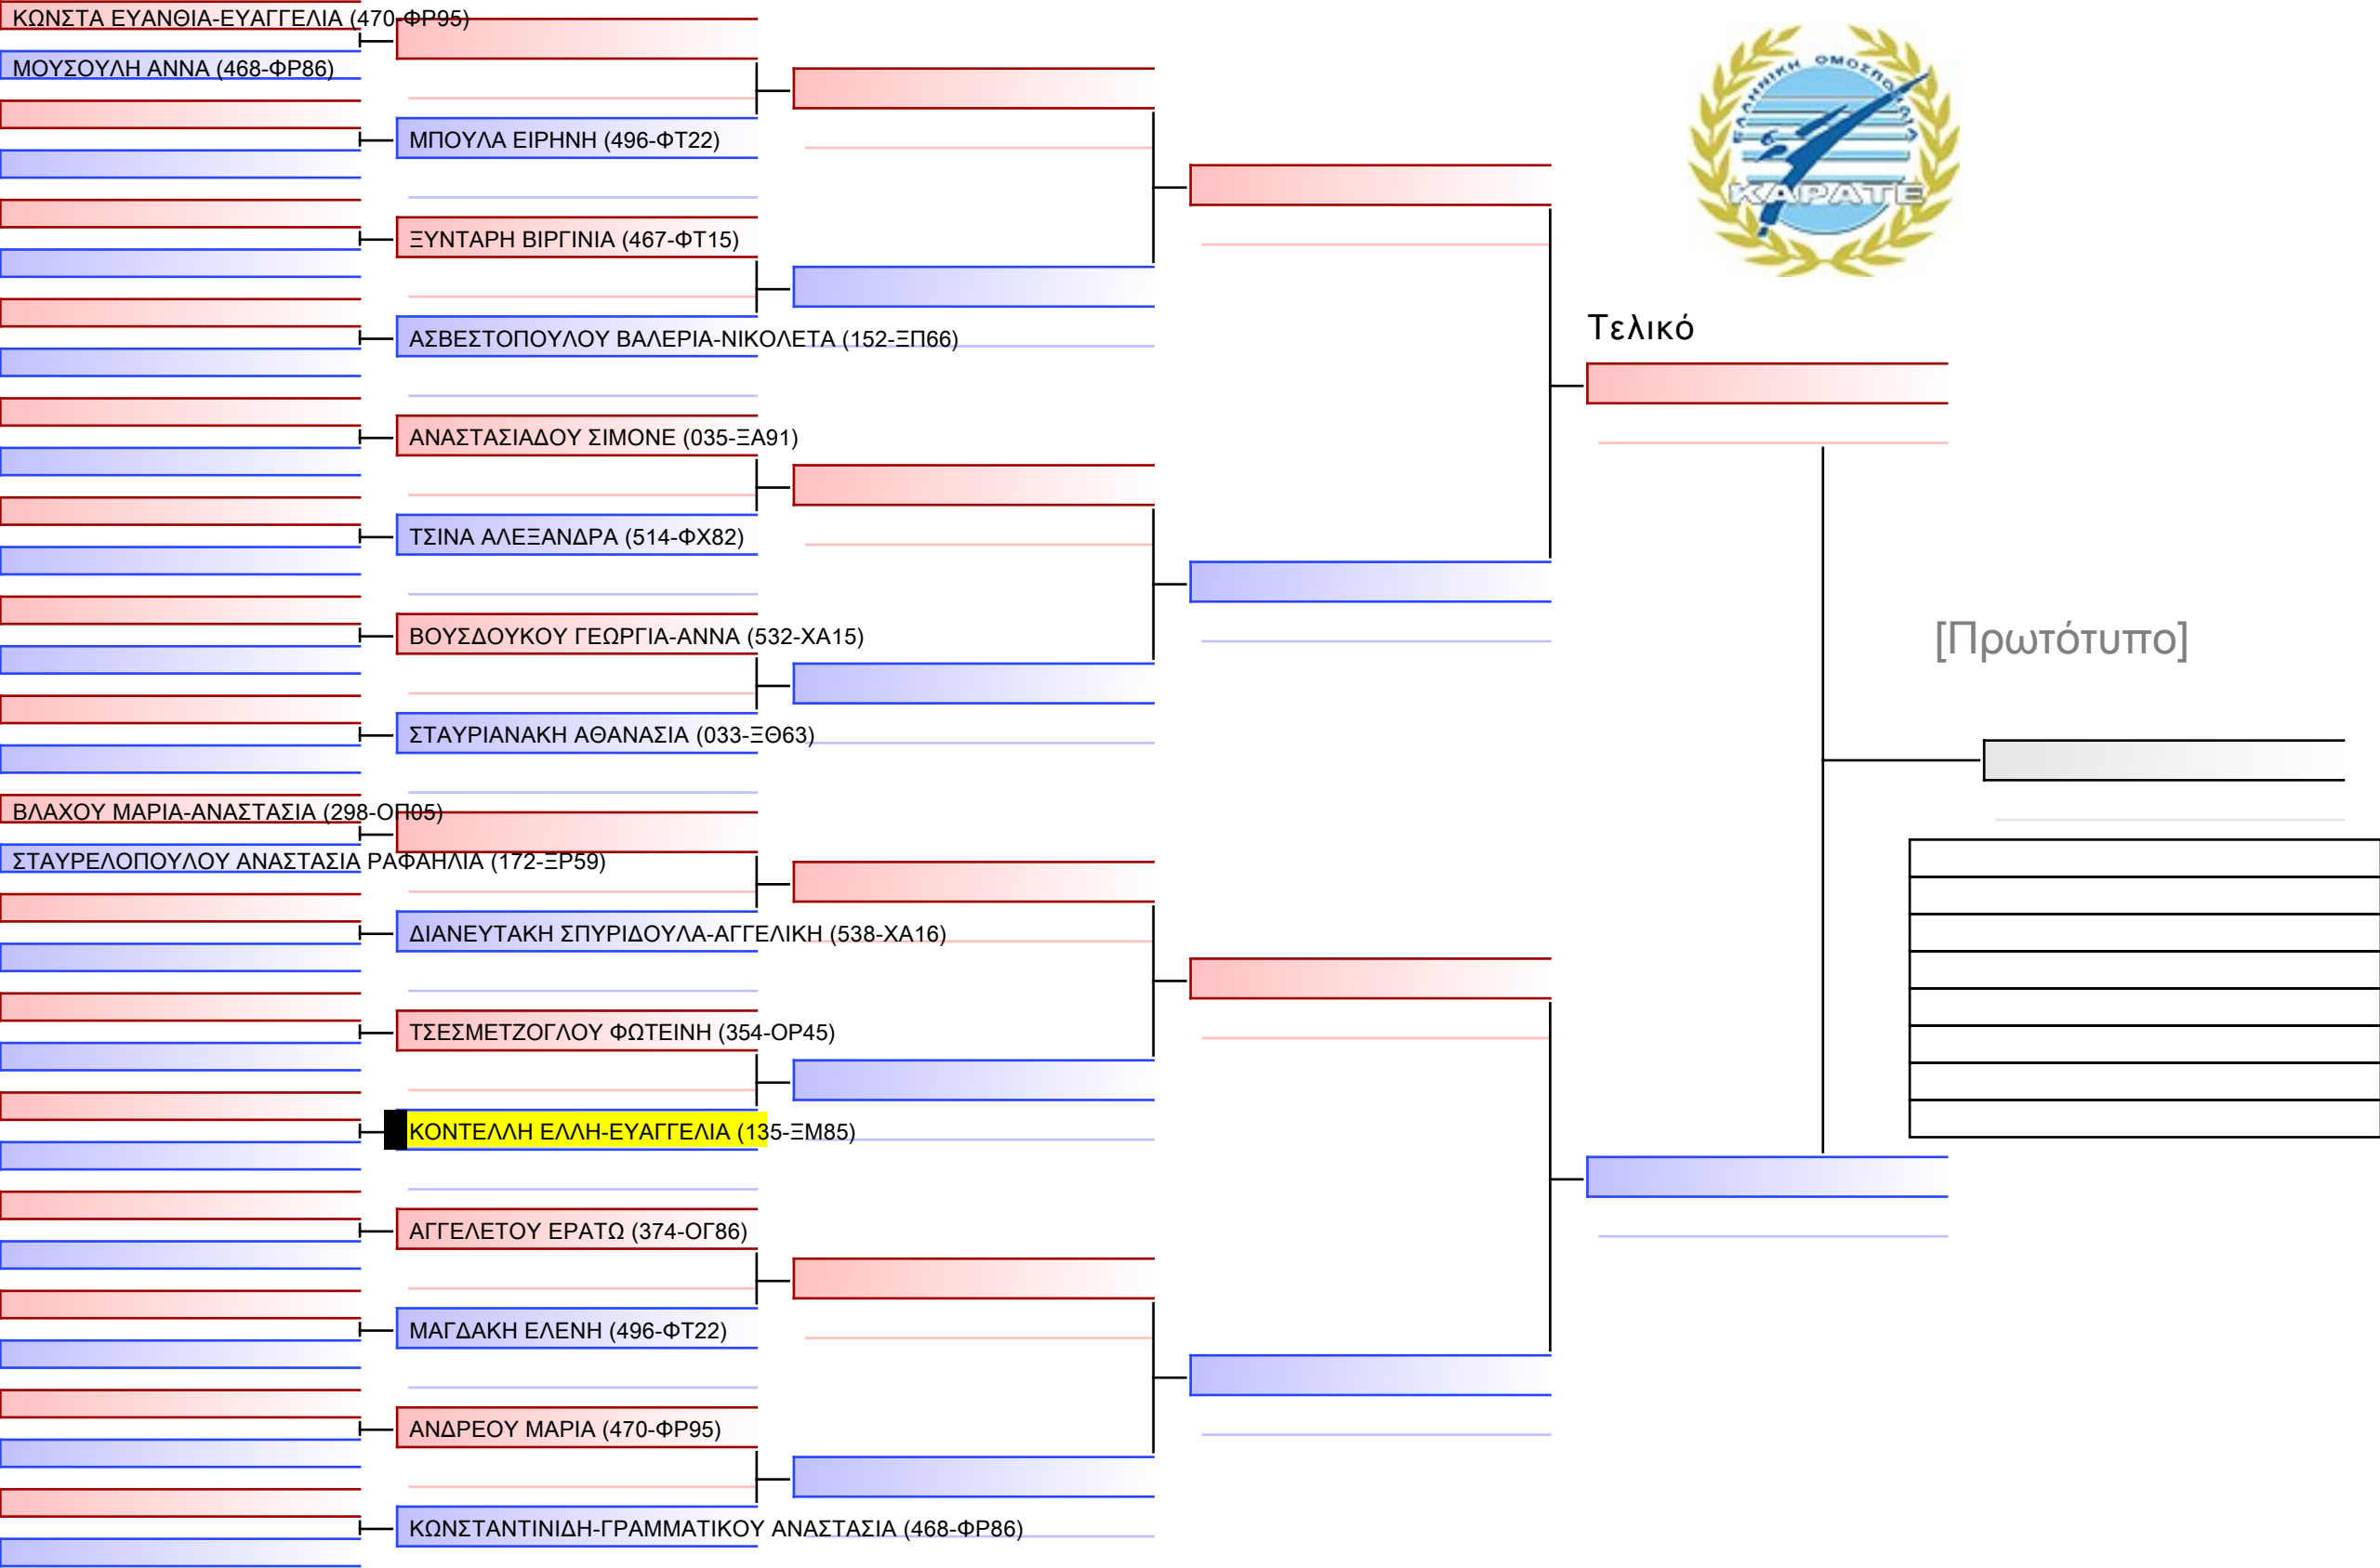 ΚΩΝΣΤΑ ΕΥΑΝΘΙΑ-ΕΥΑΓΓΕΛΙΑ (470-ΦΡ95)
ΜΟΥΣΟΥΛΗ ΑΝΝΑ (468-ΦΡ86)
ΜΠΟΥΛΑ ΕΙΡΗΝΗ (496-ΦΤ22)
ΞΥΝΤΑΡΗ ΒΙΡΓΙΝΙΑ (467-ΦΤ15)
ΑΣΒΕΣΤΟΠΟΥΛΟΥ ΒΑΛΕΡΙΑ-ΝΙΚΟΛΕΤΑ (152-ΞΠ66)
ΑΝΑΣΤΑΣΙΑΔΟΥ ΣΙΜΟΝΕ (035-ΞΑ91)
ΤΣΙΝΑ ΑΛΕΞΑΝΔΡΑ (514-ΦΧ82)
ΒΟΥΣΔΟΥΚΟΥ ΓΕΩΡΓΙΑ-ΑΝΝΑ (532-ΧΑ15)
ΣΤΑΥΡΙΑΝΑΚΗ ΑΘΑΝΑΣΙΑ (033-ΞΘ63)
ΒΛΑΧΟΥ ΜΑΡΙΑ-ΑΝΑΣΤΑΣΙΑ (298-ΟΠ05)
ΣΤΑΥΡΕΛΟΠΟΥΛΟΥ ΑΝΑΣΤΑΣΙΑ ΡΑΦΑΗΛΙΑ (172-ΞΡ59)
ΔΙΑΝΕΥΤΑΚΗ ΣΠΥΡΙΔΟΥΛΑ-ΑΓΓΕΛΙΚΗ (538-ΧΑ16)
ΤΣΕΣΜΕΤΖΟΓΛΟΥ ΦΩΤΕΙΝΗ (354-ΟΡ45)
ΚΟΝΤΕΛΛΗ ΕΛΛΗ-ΕΥΑΓΓΕΛΙΑ (135-ΞΜ85)
ΑΓΓΕΛΕΤΟΥ ΕΡΑΤΩ (374-ΟΓ86)
ΜΑΓΔΑΚΗ ΕΛΕΝΗ (496-ΦΤ22)
ΑΝΔΡΕΟΥ ΜΑΡΙΑ (470-ΦΡ95)
ΚΩΝΣΤΑΝΤΙΝΙΔΗ-ΓΡΑΜΜΑΤΙΚΟΥ ΑΝΑΣΤΑΣΙΑ (468-ΦΡ86)
ΕΛΛΗΝΙΚΗ ΟΜΟΣΠΟΝΔΙΑ
ΚΑΡΑΤΕ
Τελικό
[Πρωτότυπο]